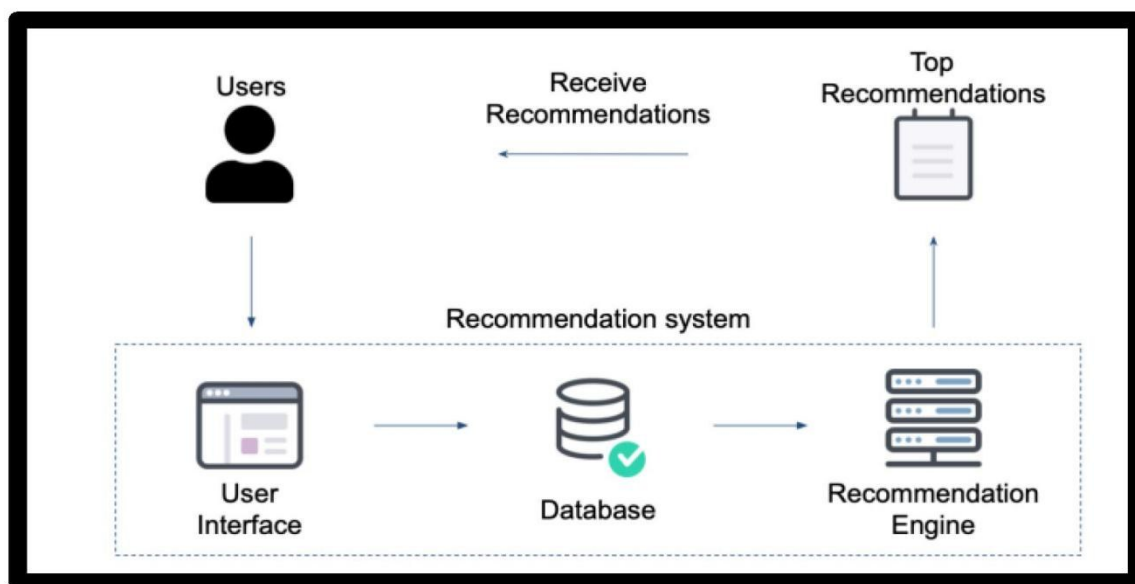 Users
Receive
Recommendations
Top
Recommendations
Recommendation system
User
Interface
Database
Recommendation
Engine